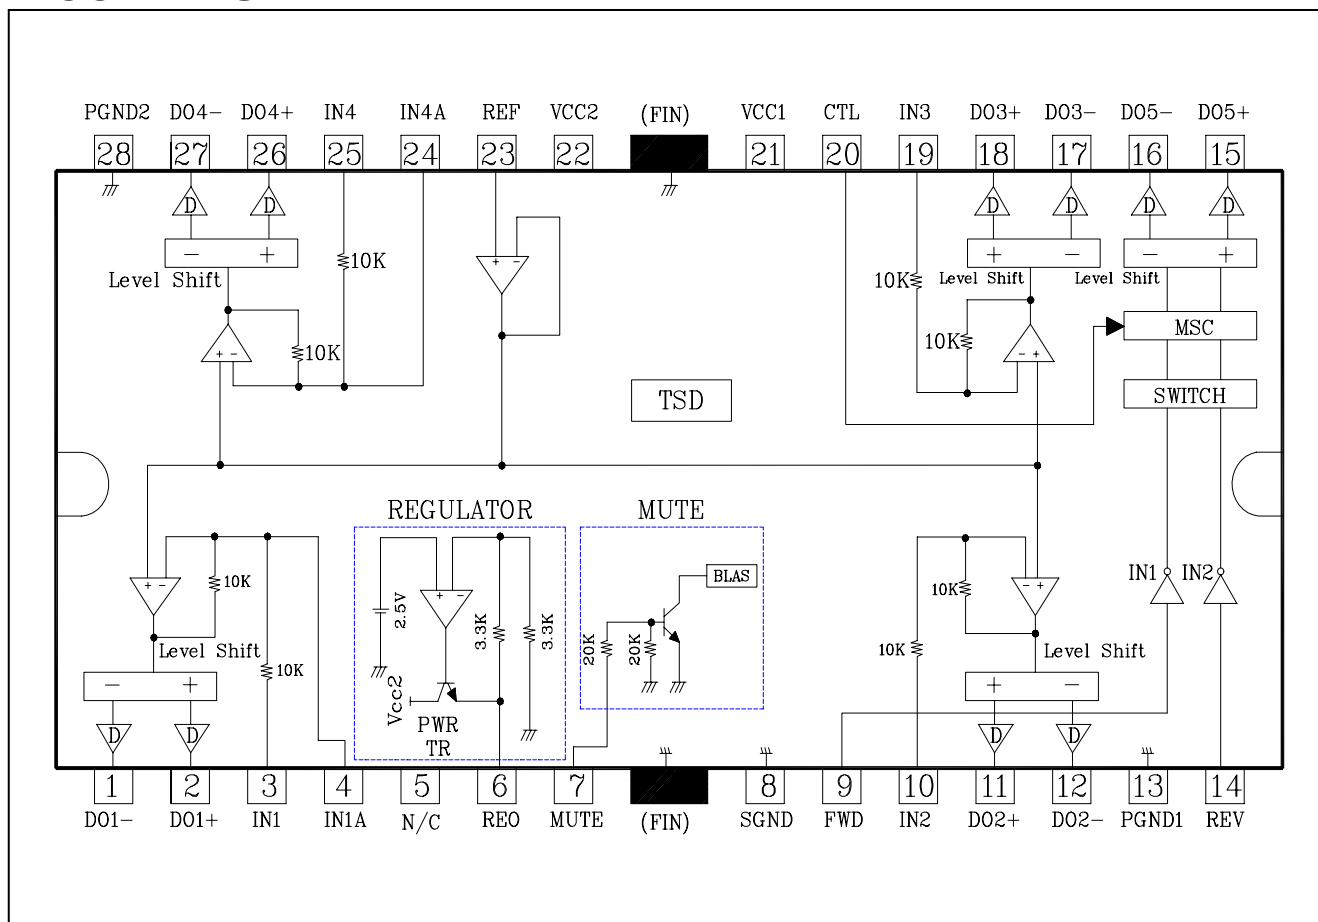 PGND2 DO4- DO4+ IN4 IN4A REF VCC2 (FIN) VCC1 CTL IN3 DO3+ DO3- DO5- DO5+
28 27 26 25 24 23 22 21 20 19 18 17 16 15
D D D D D D
- + + - + - - +
Level Shift 10K 10K Level Shift Level Shift
MSC
+ - 10K 10K - +
TSD SWITCH
REGULATOR MUTE
+ - 10K + - 2.5V 3.3K 3.3K BLAS 10K - + IN1 IN2
Level Shift 10K 20K 20K 10K Level Shift
- + Vcc2 + -
PWR
TR
D D D D
1 2 3 4 5 6 7 8 9 10 11 12 13 14
DO1- DO1+ IN1 IN1A N/C REO MUTE (FIN) SGND FWD IN2 DO2+ DO2- PGND1 REV